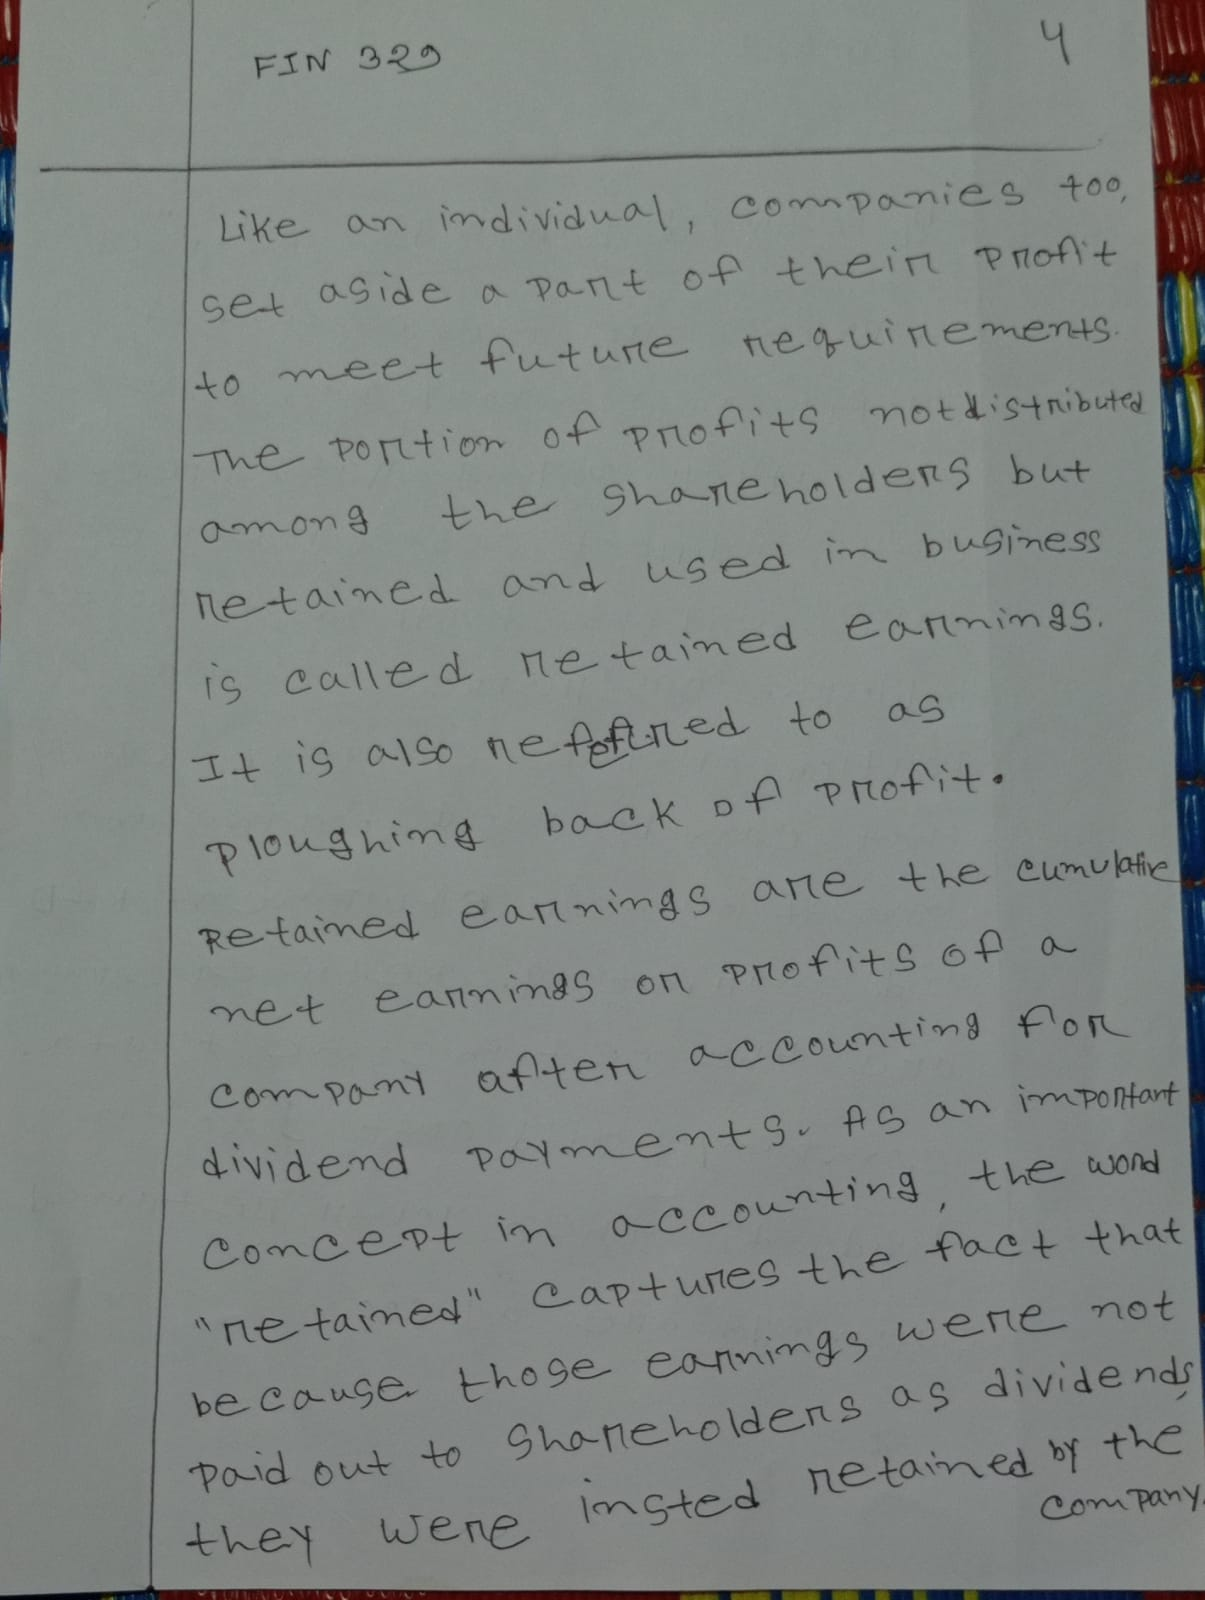 FIN 329
4
Like an individual, companies too,
set aside a part of their profit
to meet future requirements.
The portion of profits not distributed
among the shareholders but
retained and used in business
is called retained earnings.
It is also referred to as
ploughing back of profit.
Retained earnings are the cumulative
net earnings or profits of a
company after accounting for
dividend payments. As an important
concept in accounting, the word
"retained" captures the fact that
because those earnings were not
paid out to shareholders as dividends
they were insted retained by the
company.